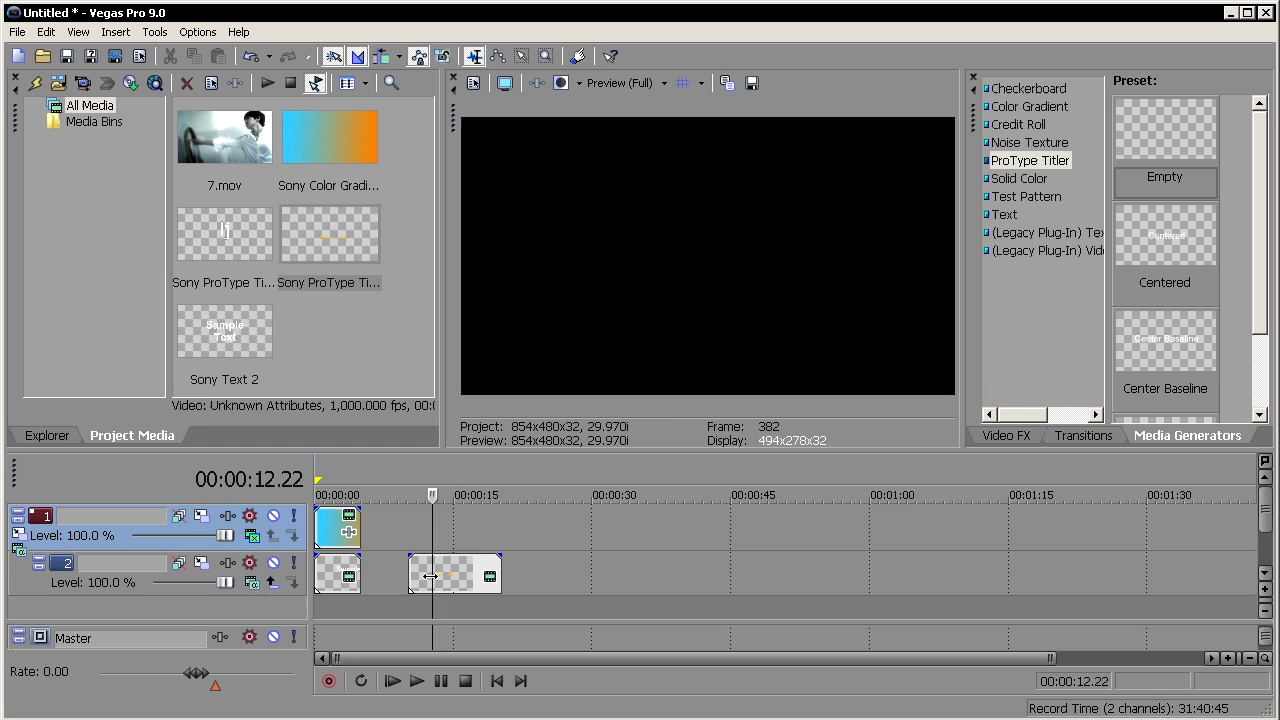 Untitled * - Vegas Pro 9.0
File Edit View Insert Tools Options Help
Preview (Full)
All Media
Media Bins
7.mov
Sony Color Gradi...
Sony ProType Ti...
Sony ProType Ti...
Sample
Text
Sony Text 2
Video: Unknown Attributes, 1,000.000 fps, 00:
Explorer
Project Media
Project: 854x480x32, 29.970i
Frame: 382
Preview: 854x480x32, 29.970i
Display: 494x278x32
Checkerboard
Color Gradient
Credit Roll
Noise Texture
ProType Titler
Solid Color
Test Pattern
Text
(Legacy Plug-In) Tex
(Legacy Plug-In) Vid
Preset:
Empty
Centered
Centered
Center Baseline
Center Baseline
Video FX
Transitions
Media Generators
00:00:12.22
00:00:00
00:00:15
00:00:30
00:00:45
00:01:00
00:01:15
00:01:30
1
Level: 100.0 %
2
Level: 100.0 %
Master
Rate: 0.00
00:00:12.22
Record Time (2 channels): 31:40:45